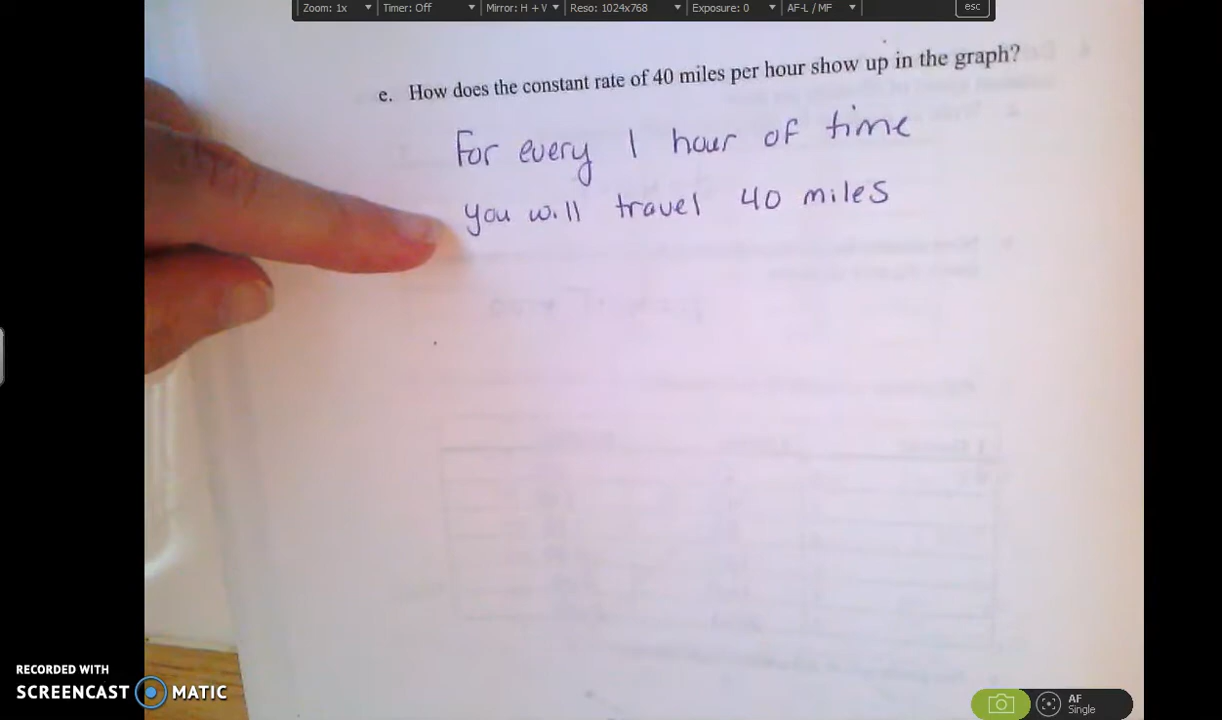 Zoom: 1x Timer: Off Mirror: H + V Reso: 1024x768 Exposure: 0 AF-L / MF esc
e. How does the constant rate of 40 miles per hour show up in the graph?
For every 1 hour of time
you will travel 40 miles
RECORDED WITH
SCREENCAST MATIC
AF
Single